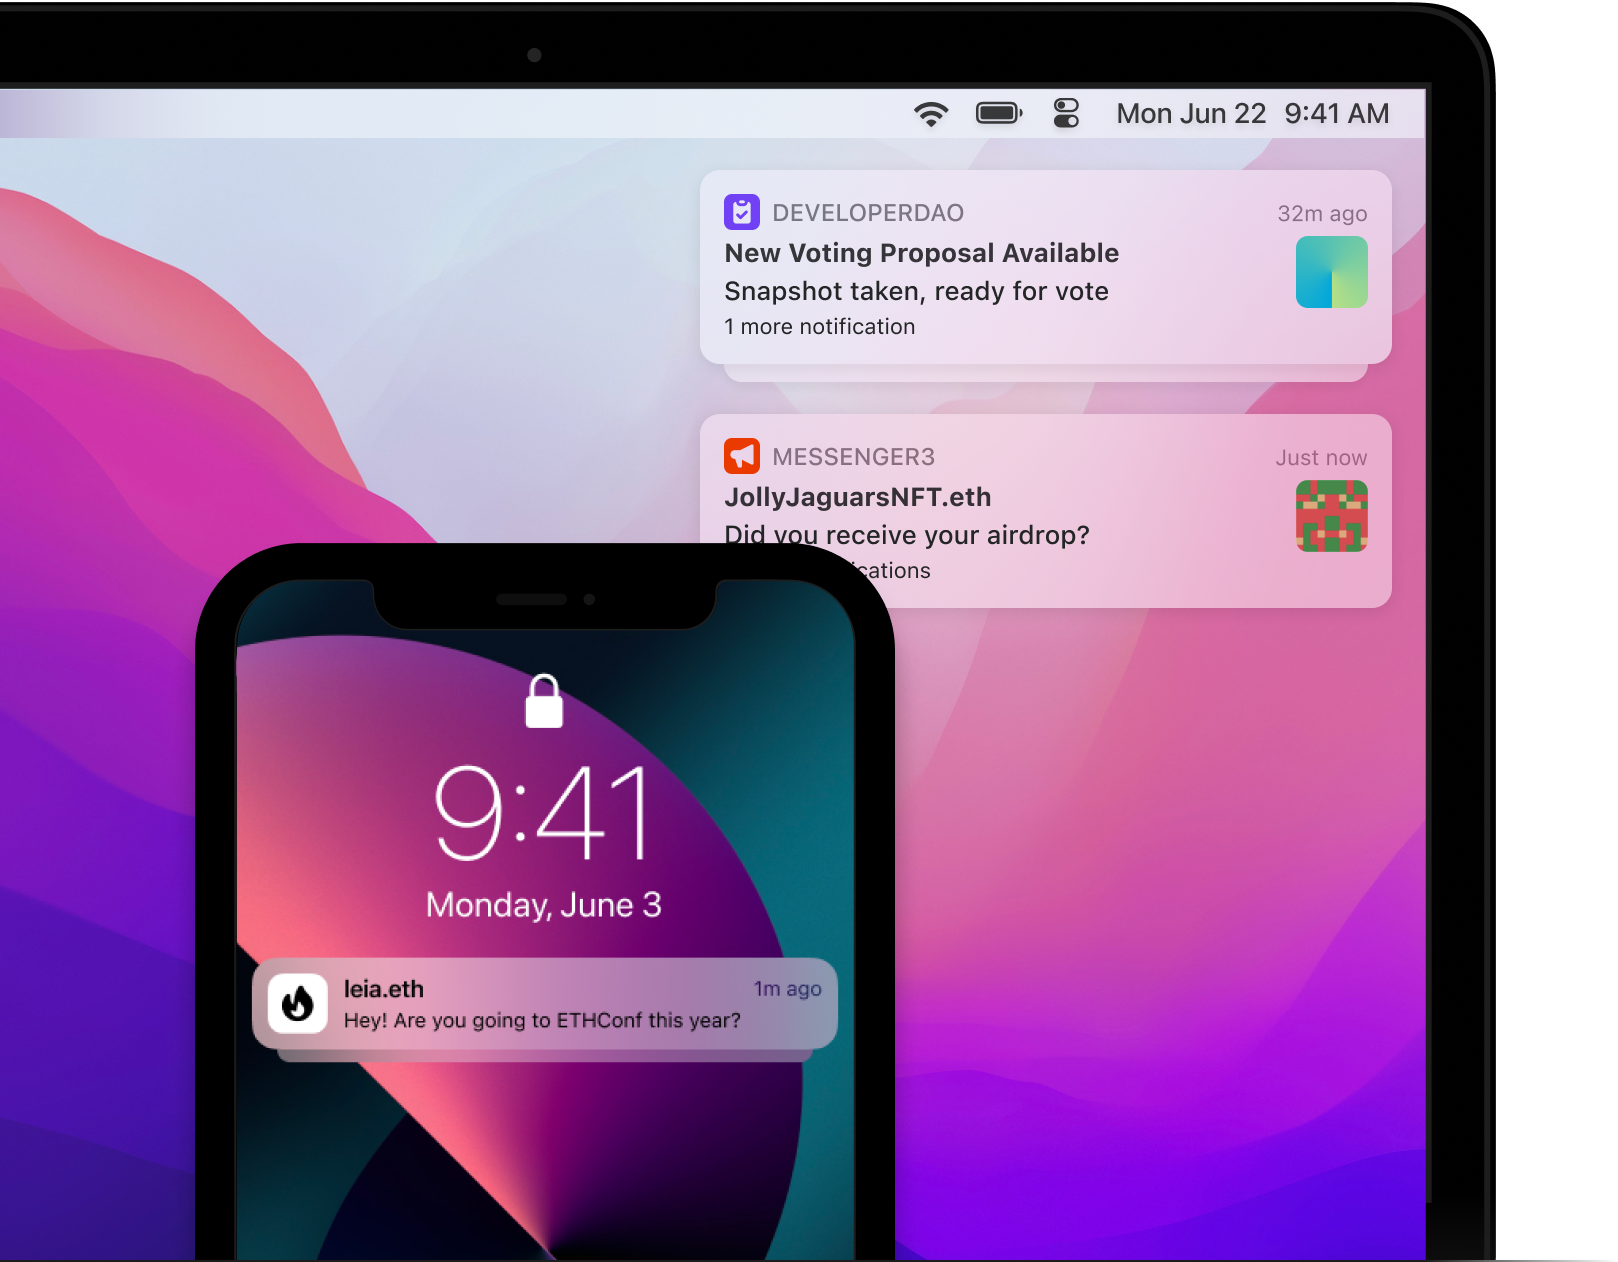 Mon Jun 22 9:41 AM
DEVELOPERDAO 32m ago
New Voting Proposal Available
Snapshot taken, ready for vote
1 more notification
MESSENGER3 Just now
JollyJaguarsNFT.eth
Did you receive your airdrop?
9:41
Monday, June 3
leia.eth 1m ago
Hey! Are you going to ETHConf this year?